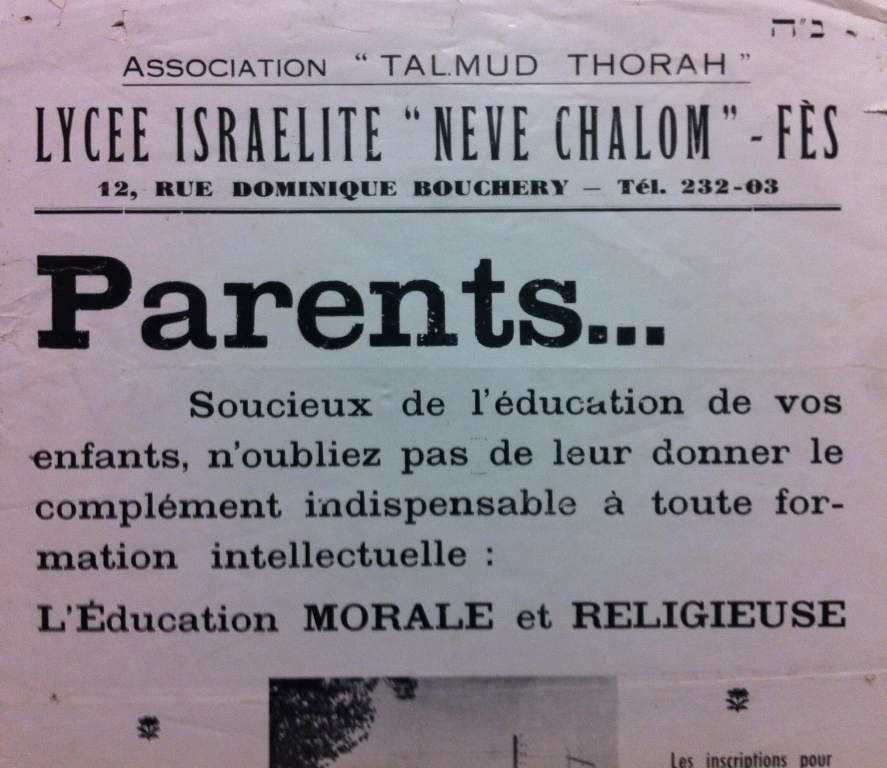 ב"ה
ASSOCIATION “ TALMUD THORAH ”
LYCEE ISRAELITE “ NEVE CHALOM ” - FÈS
12, RUE DOMINIQUE BOUCHERY — Tél. 232-03
Parents...
Soucieux de l'éducation de vos
enfants, n'oubliez pas de leur donner le
complément indispensable à toute for-
mation intellectuelle :
L'Éducation MORALE et RELIGIEUSE
Les inscriptions pour